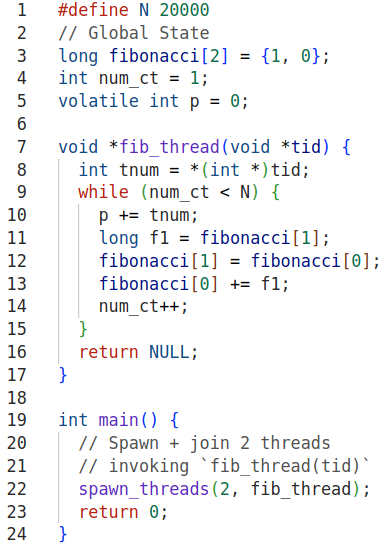 1 #define N 20000
2 // Global State
3 long fibonacci[2] = {1, 0};
4 int num_ct = 1;
5 volatile int p = 0;
6
7 void *fib_thread(void *tid) {
8   int tnum = *(int *)tid;
9   while (num_ct < N) {
10     p += tnum;
11     long f1 = fibonacci[1];
12     fibonacci[1] = fibonacci[0];
13     fibonacci[0] += f1;
14     num_ct++;
15   }
16   return NULL;
17 }
18
19 int main() {
20   // Spawn + join 2 threads
21   // invoking `fib_thread(tid)`
22   spawn_threads(2, fib_thread);
23   return 0;
24 }